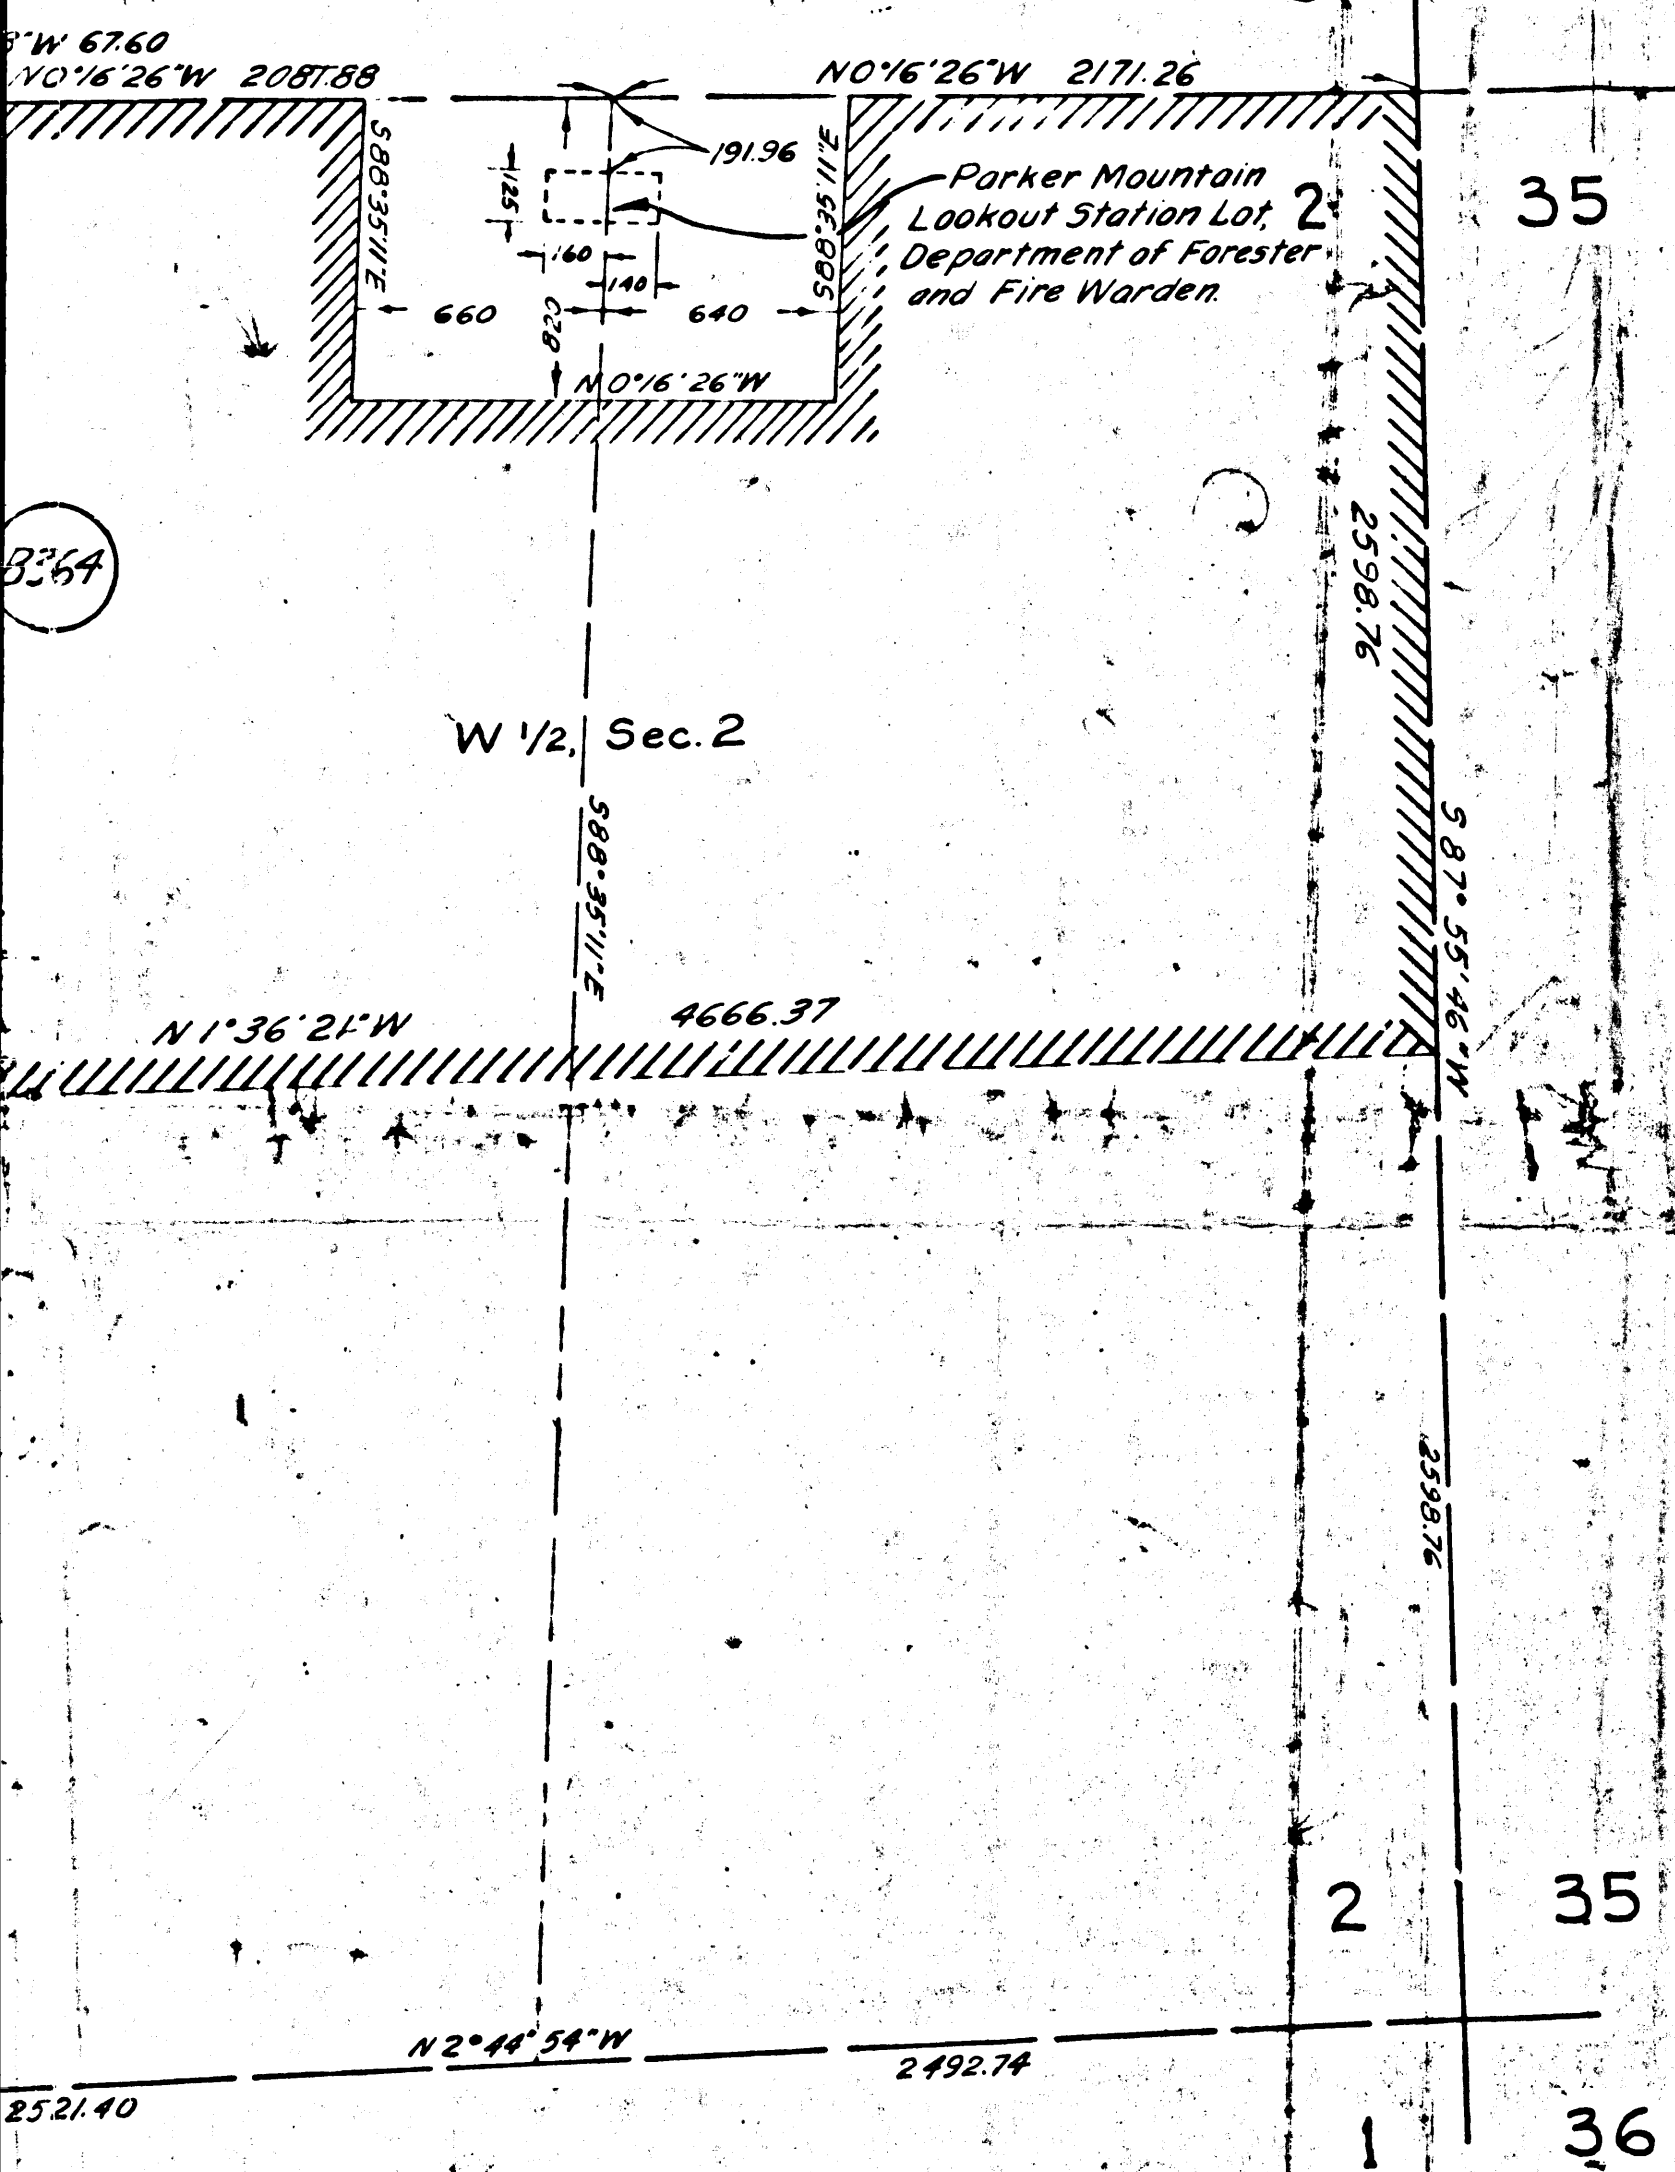 "W 67.60
N0°16'26"W 2087.88
N0°16'26"W 2171.26
S88°35'11"E
191.96
S88°35'11"E
125
Parker Mountain
Lookout Station Lot,
Department of Forester
and Fire Warden.
2
35
160
140
660
820
640
N0°16'26"W
2598.76
W 1/2, Sec. 2
S88°35'11"E
S87°55'46"W
N1°36'21"W
4666.37
2598.76
2
35
N2°44'54"W
2492.74
2521.40
1
36